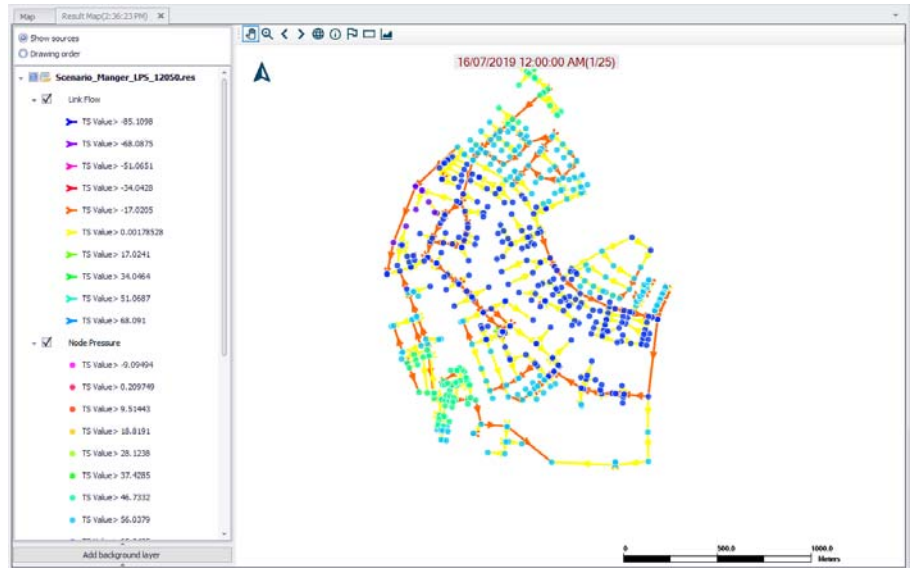 Map
Result Map(2:36:23 PM)
Show sources
Drawing order
Scenario_Manger_LPS_12050.res
Link Flow
TS Value> -85.1098
TS Value> -68.0875
TS Value> -51.0651
TS Value> -34.0428
TS Value> -17.0205
TS Value> 0.00178528
TS Value> 17.0241
TS Value> 34.0464
TS Value> 51.0687
TS Value> 68.091
Node Pressure
TS Value> -9.09494
TS Value> 0.209749
TS Value> 9.51443
TS Value> 18.8191
TS Value> 28.1238
TS Value> 37.4285
TS Value> 46.7332
TS Value> 56.0379
Add background layer
16/07/2019 12:00:00 AM(1/25)
0 500.0 1000.0
Meters